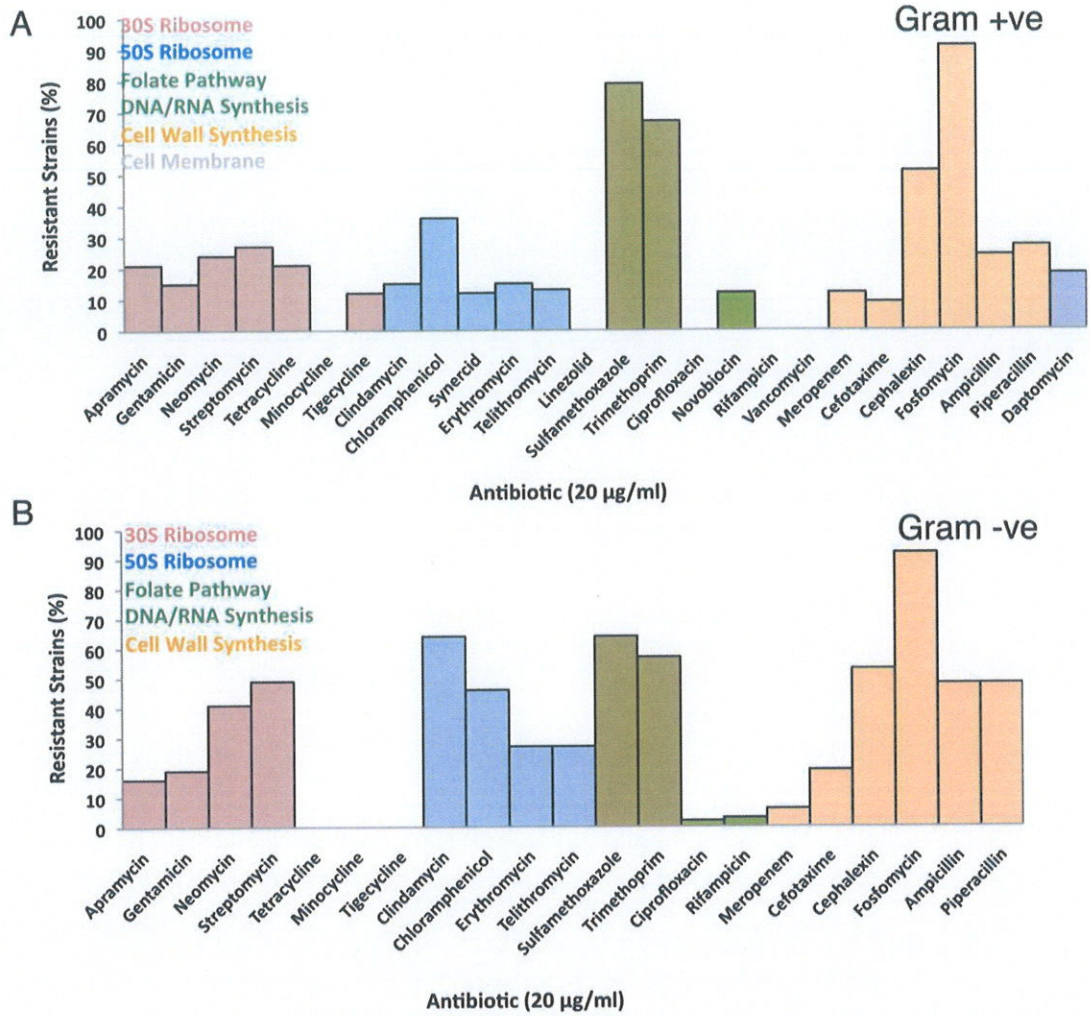 A
Gram +ve
Resistant Strains (%)
100
90
80
70
60
50
40
30
20
10
0
30S Ribosome
50S Ribosome
Folate Pathway
DNA/RNA Synthesis
Cell Wall Synthesis
Cell Membrane
Apramycin
Gentamicin
Neomycin
Streptomycin
Tetracycline
Minocycline
Tigecycline
Clindamycin
Chloramphenicol
Synercid
Erythromycin
Telithromycin
Linezolid
Sulfamethoxazole
Trimethoprim
Ciprofloxacin
Novobiocin
Rifampicin
Vancomycin
Meropenem
Cefotaxime
Cephalexin
Fosfomycin
Ampicillin
Piperacillin
Daptomycin
Antibiotic (20 µg/ml)
B
Gram -ve
Resistant Strains (%)
100
90
80
70
60
50
40
30
20
10
0
30S Ribosome
50S Ribosome
Folate Pathway
DNA/RNA Synthesis
Cell Wall Synthesis
Apramycin
Gentamicin
Neomycin
Streptomycin
Tetracycline
Minocycline
Tigecycline
Clindamycin
Chloramphenicol
Erythromycin
Telithromycin
Sulfamethoxazole
Trimethoprim
Ciprofloxacin
Rifampicin
Meropenem
Cefotaxime
Cephalexin
Fosfomycin
Ampicillin
Piperacillin
Antibiotic (20 µg/ml)